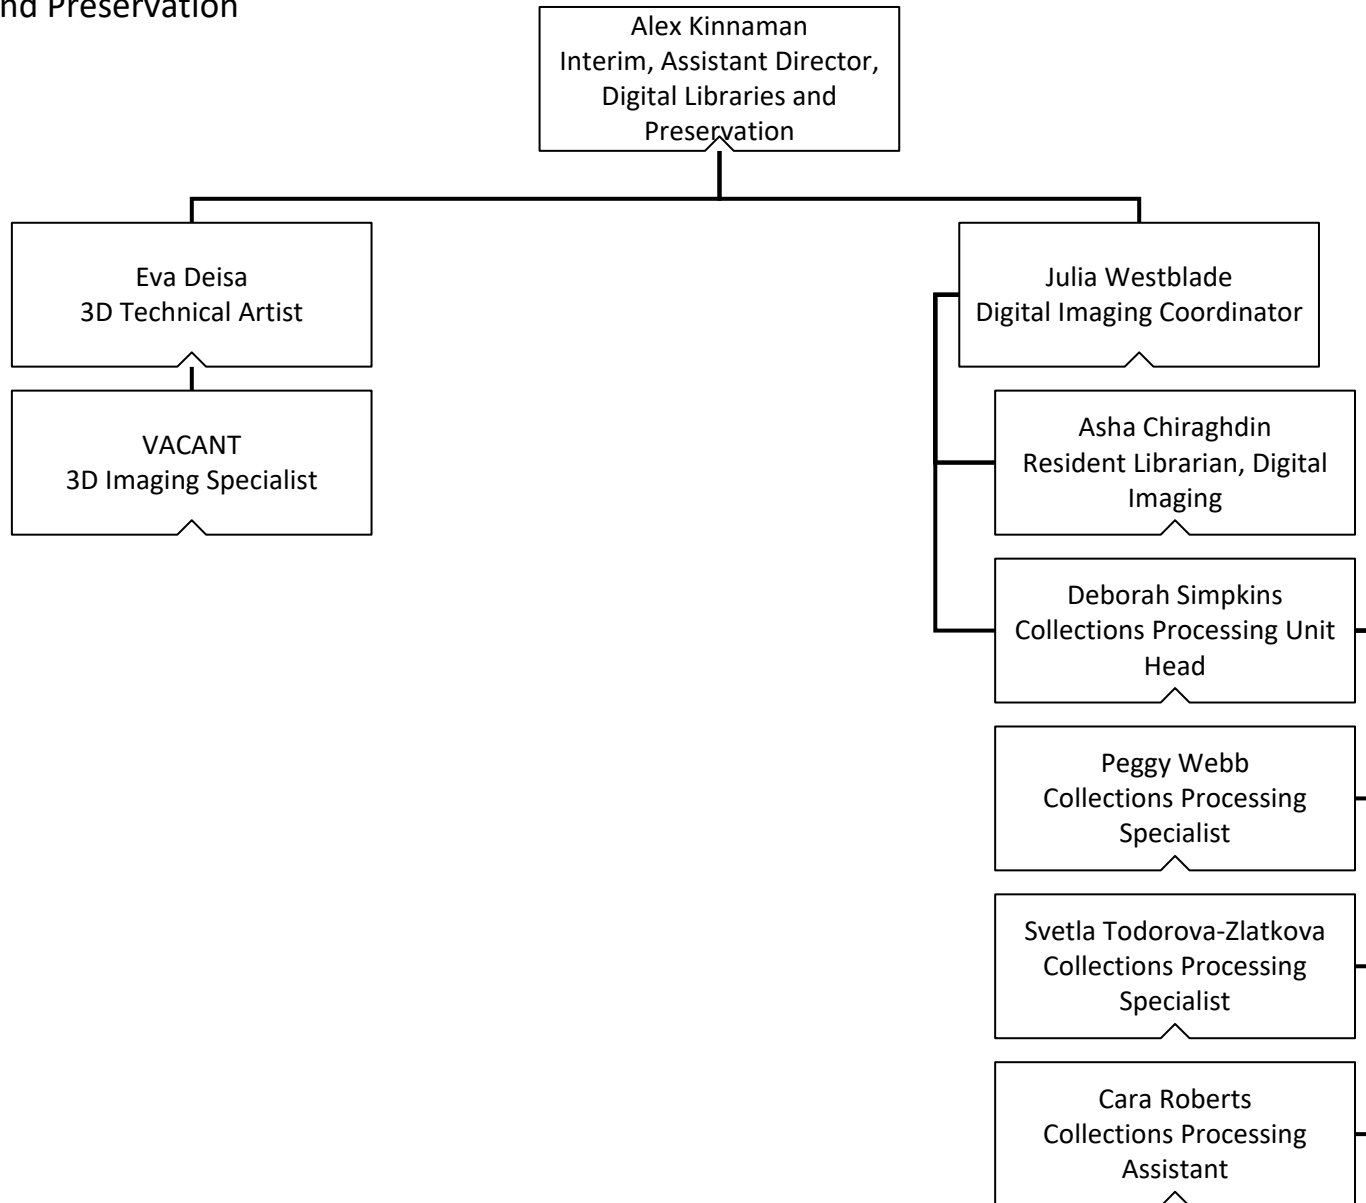 nd Preservation
Alex Kinnaman
Interim, Assistant Director,
Digital Libraries and
Preservation
Eva Deisa
3D Technical Artist
VACANT
3D Imaging Specialist
Julia Westblade
Digital Imaging Coordinator
Asha Chiraghdin
Resident Librarian, Digital
Imaging
Deborah Simpkins
Collections Processing Unit
Head
Peggy Webb
Collections Processing
Specialist
Svetla Todorova-Zlatkova
Collections Processing
Specialist
Cara Roberts
Collections Processing
Assistant